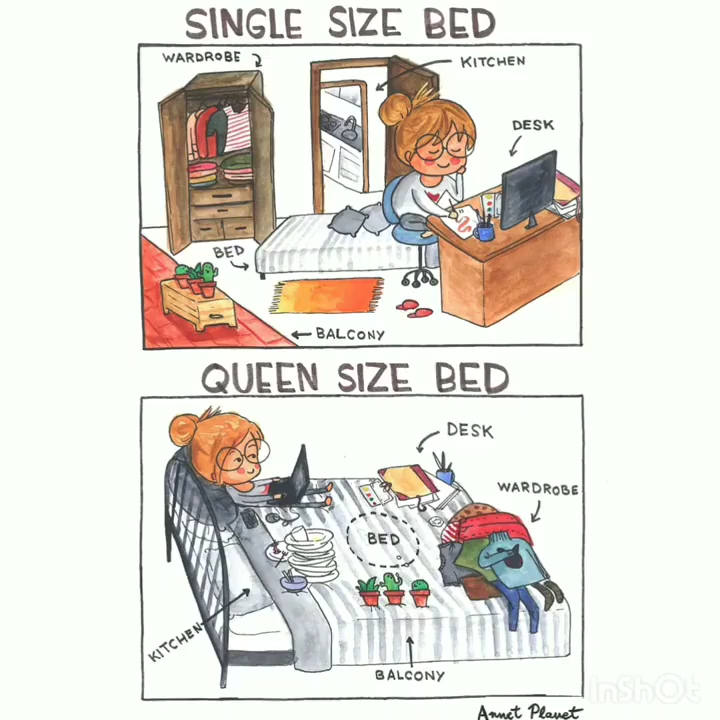 SINGLE SIZE BED
WARDROBE
KITCHEN
DESK
BED
BALCONY
QUEEN SIZE BED
DESK
WARDROBE
BED
KITCHEN
BALCONY
InShOt
Annet Planet